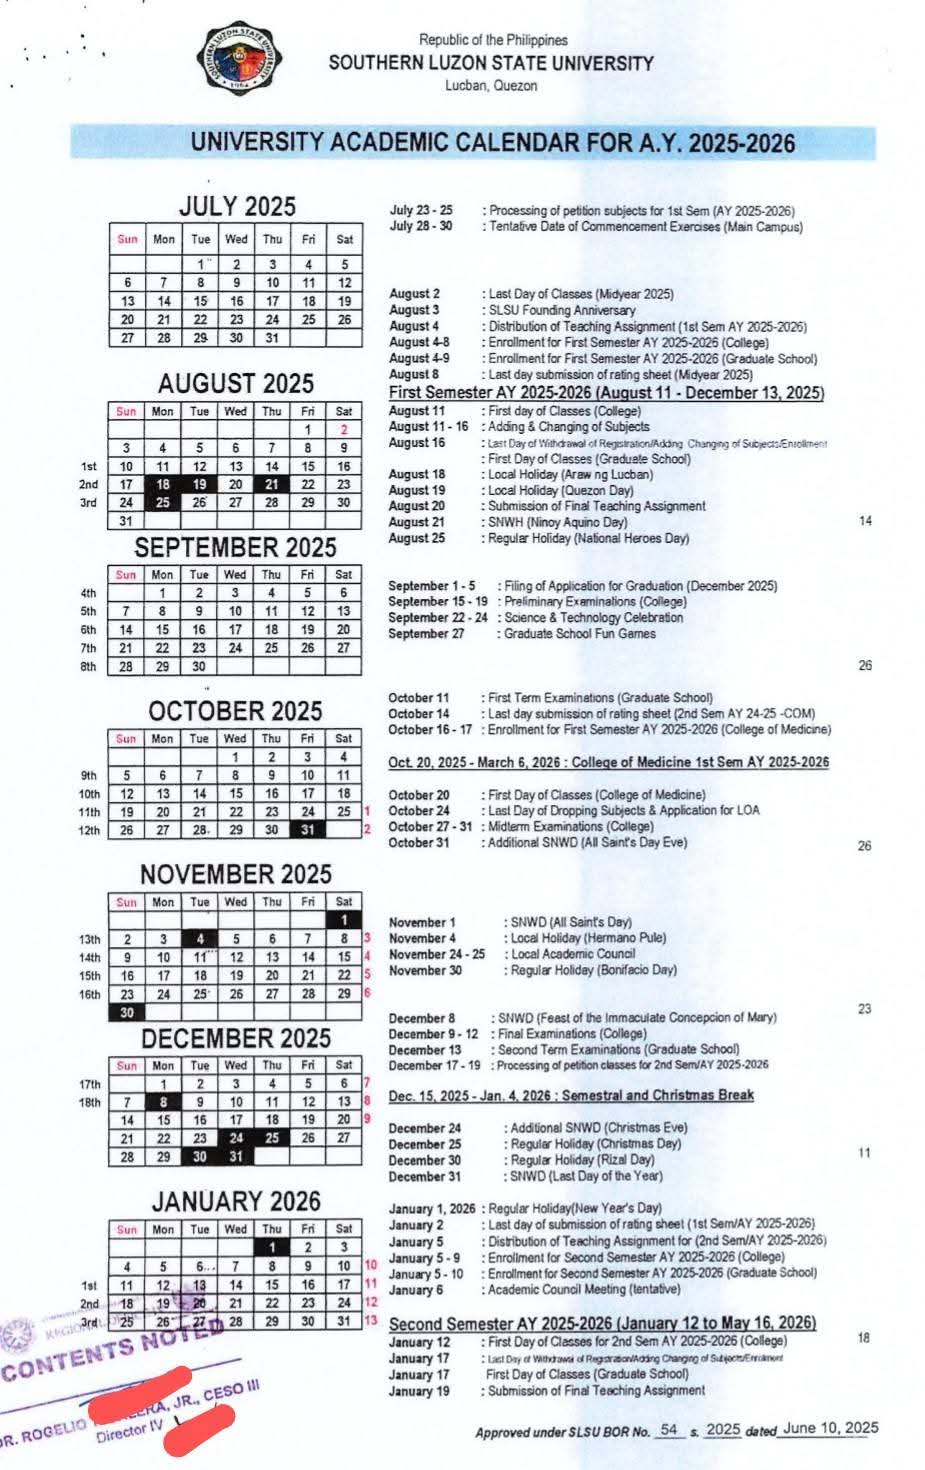 SOUTHERN LUZON STATE UNIVERSITY
1964
Republic of the Philippines
SOUTHERN LUZON STATE UNIVERSITY
Lucban, Quezon
UNIVERSITY ACADEMIC CALENDAR FOR A.Y. 2025-2026
JULY 2025
Sun Mon Tue Wed Thu Fri Sat
1 2 3 4 5
6 7 8 9 10 11 12
13 14 15 16 17 18 19
20 21 22 23 24 25 26
27 28 29 30 31
July 23 - 25 : Processing of petition subjects for 1st Sem (AY 2025-2026)
July 28 - 30 : Tentative Date of Commencement Exercises (Main Campus)
AUGUST 2025
Sun Mon Tue Wed Thu Fri Sat
1 2
3 4 5 6 7 8 9
1st 10 11 12 13 14 15 16
2nd 17 18 19 20 21 22 23
3rd 24 25 26 27 28 29 30
31
August 2 : Last Day of Classes (Midyear 2025)
August 3 : SLSU Founding Anniversary
August 4 : Distribution of Teaching Assignment (1st Sem AY 2025-2026)
August 4-8 : Enrollment for First Semester AY 2025-2026 (College)
August 4-9 : Enrollment for First Semester AY 2025-2026 (Graduate School)
August 8 : Last day submission of rating sheet (Midyear 2025)
First Semester AY 2025-2026 (August 11 - December 13, 2025)
August 11 : First day of Classes (College)
August 11 - 16 : Adding & Changing of Subjects
August 16 : Last Day of Withdrawal of Registration/Adding Changing of Subjects/Enrollment
: First Day of Classes (Graduate School)
August 18 : Local Holiday (Araw ng Lucban)
August 19 : Local Holiday (Quezon Day)
August 20 : Submission of Final Teaching Assignment
August 21 : SNWH (Ninoy Aquino Day) 14
August 25 : Regular Holiday (National Heroes Day)
SEPTEMBER 2025
Sun Mon Tue Wed Thu Fri Sat
4th 1 2 3 4 5 6
5th 7 8 9 10 11 12 13
6th 14 15 16 17 18 19 20
7th 21 22 23 24 25 26 27
8th 28 29 30
September 1 - 5 : Filing of Application for Graduation (December 2025)
September 15 - 19 : Preliminary Examinations (College)
September 22 - 24 : Science & Technology Celebration
September 27 : Graduate School Fun Games
26
OCTOBER 2025
Sun Mon Tue Wed Thu Fri Sat
1 2 3 4
9th 5 6 7 8 9 10 11
10th 12 13 14 15 16 17 18
11th 19 20 21 22 23 24 25 1
12th 26 27 28 29 30 31 2
October 11 : First Term Examinations (Graduate School)
October 14 : Last day submission of rating sheet (2nd Sem AY 24-25 -COM)
October 16 - 17 : Enrollment for First Semester AY 2025-2026 (College of Medicine)
Oct. 20, 2025 - March 6, 2026 : College of Medicine 1st Sem AY 2025-2026
October 20 : First Day of Classes (College of Medicine)
October 24 : Last Day of Dropping Subjects & Application for LOA
October 27 - 31 : Midterm Examinations (College)
October 31 : Additional SNWD (All Saint's Day Eve) 26
NOVEMBER 2025
Sun Mon Tue Wed Thu Fri Sat
1
13th 2 3 4 5 6 7 8 3
14th 9 10 11 12 13 14 15 4
15th 16 17 18 19 20 21 22 5
16th 23 24 25 26 27 28 29 6
30
November 1 : SNWD (All Saint's Day)
November 4 : Local Holiday (Hermano Pule)
November 24 - 25 : Local Academic Council
November 30 : Regular Holiday (Bonifacio Day)
23
DECEMBER 2025
Sun Mon Tue Wed Thu Fri Sat
17th 1 2 3 4 5 6 7
18th 7 8 9 10 11 12 13 8
14 15 16 17 18 19 20 9
21 22 23 24 25 26 27
28 29 30 31
December 8 : SNWD (Feast of the Immaculate Concepcion of Mary)
December 9 - 12 : Final Examinations (College)
December 13 : Second Term Examinations (Graduate School)
December 17 - 19 : Processing of petition classes for 2nd Sem/AY 2025-2026
Dec. 15, 2025 - Jan. 4, 2026 : Semestral and Christmas Break
December 24 : Additional SNWD (Christmas Eve)
December 25 : Regular Holiday (Christmas Day)
December 30 : Regular Holiday (Rizal Day) 11
December 31 : SNWD (Last Day of the Year)
JANUARY 2026
Sun Mon Tue Wed Thu Fri Sat
1 2 3
4 5 6 7 8 9 10 10
1st 11 12 13 14 15 16 17 11
2nd 18 19 20 21 22 23 24 12
3rd 25 26 27 28 29 30 31 13
January 1, 2026 : Regular Holiday(New Year's Day)
January 2 : Last day of submission of rating sheet (1st Sem/AY 2025-2026)
January 5 : Distribution of Teaching Assignment for (2nd Sem/AY 2025-2026)
January 5 - 9 : Enrollment for Second Semester AY 2025-2026 (College)
January 5 - 10 : Enrollment for Second Semester AY 2025-2026 (Graduate School)
January 6 : Academic Council Meeting (tentative)
Second Semester AY 2025-2026 (January 12 to May 16, 2026)
January 12 : First Day of Classes for 2nd Sem AY 2025-2026 (College) 18
January 17 : Last Day of Withdrawal of Registration/Adding Changing of Subjects/Enrollment
January 17 First Day of Classes (Graduate School)
January 19 : Submission of Final Teaching Assignment
REGIONAL
CONTENTS NOTED
DR. ROGELIO JR., CESO III
Director IV
Approved under SLSU BOR No. 54 s. 2025 dated June 10, 2025